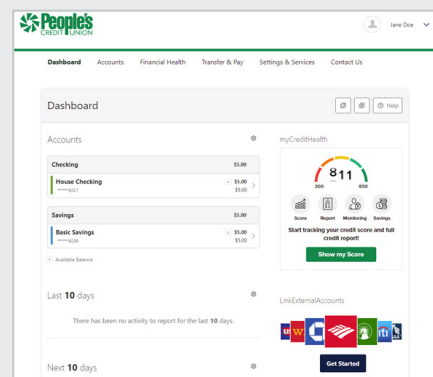 People's
CREDIT UNION
Jane Doe
Dashboard Accounts Financial Health Transfer & Pay Settings & Services Contact Us
Dashboard
Help
Accounts
Checking $5.00
House Checking $5.00
$5.00
Savings $5.00
Basic Savings $5.00
$5.00
Available Balance
Last 10 days
There has been no activity to report for the last 10 days.
Next 10 days
myCreditHealth
811
300 850
Score Report Monitoring Savings
Start tracking your credit score and full
credit report!
Show my Score
LinkExternalAccounts
citi
Get Started